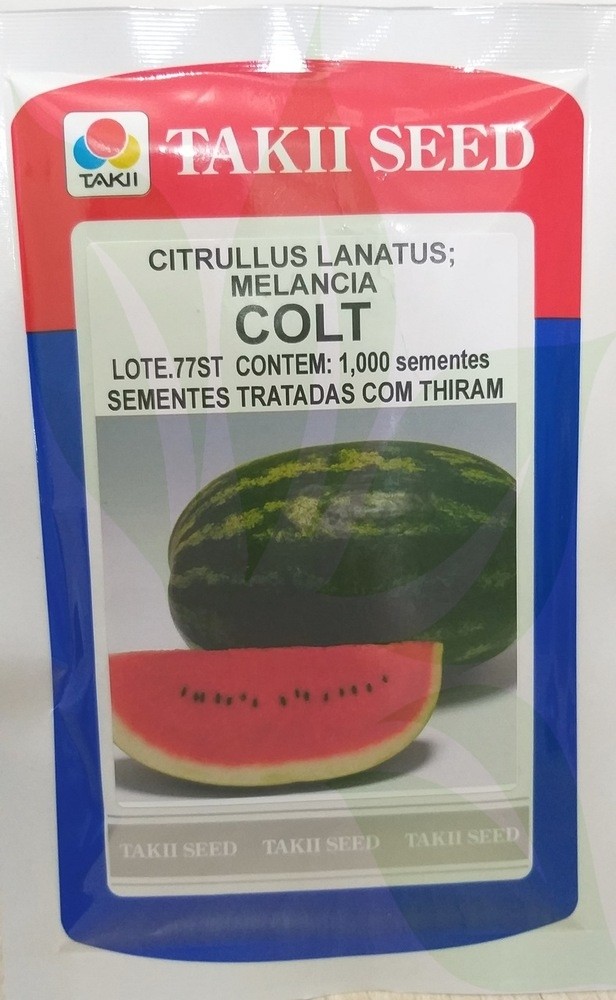 TAKII
TAKII SEED
CITRULLUS LANATUS;
MELANCIA
COLT
LOTE.77ST CONTEM: 1,000 sementes
SEMENTES TRATADAS COM THIRAM
TAKII SEED TAKII SEED TAKII SEED